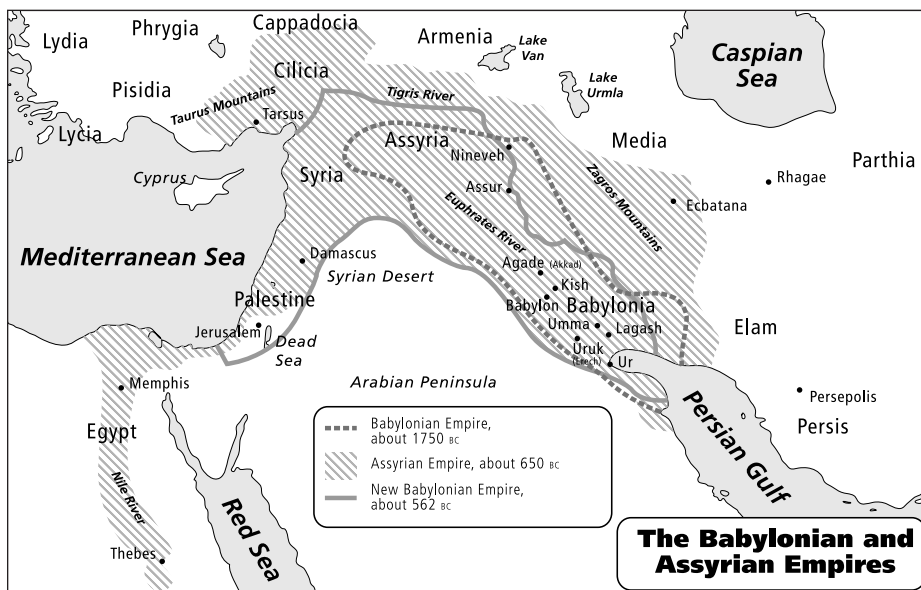 Lydia
Phrygia
Cappadocia
Armenia
Lake
Van
Caspian
Sea
Cilicia
Lake
Urmla
Pisidia
Taurus Mountains
Tigris River
Tarsus
Lycia
Assyria
Media
Nineveh
Parthia
Cyprus
Syria
Rhagae
Assur
Zagros Mountains
Ecbatana
Euphrates River
Mediterranean Sea
Damascus
Syrian Desert
Agade (Akkad)
Kish
Palestine
Babylon
Babylonia
Jerusalem
Umma
Lagash
Elam
Dead
Sea
Uruk
(Erech)
Ur
Memphis
Arabian Peninsula
Persepolis
Egypt
Persis
Persian Gulf
Babylonian Empire,
about 1750 BC
Assyrian Empire, about 650 BC
New Babylonian Empire,
about 562 BC
Nile River
Red Sea
Thebes
The Babylonian and
Assyrian Empires